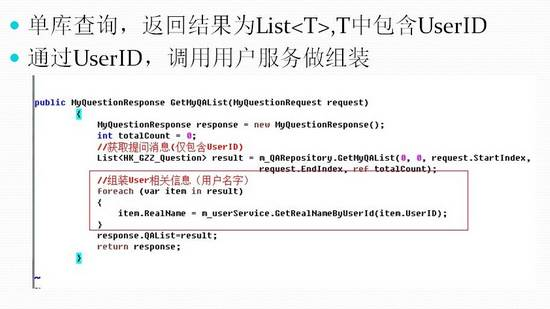 单库查询，返回结果为List<T>,T中包含UserID
通过UserID，调用用户服务做组装
public MyQuestionResponse GetMyQAList(MyQuestionRequest request)
{
MyQuestionResponse response = new MyQuestionResponse();
int totalCount = 0;
//获取提问消息(仅包含UserID)
List<HK_GZZ_Question> result = m_QARepository.GetMyQAList(0, 0, request.StartIndex,
request.EndIndex, ref totalCount);
//组装User相关信息（用户名字）
foreach (var item in result)
{
item.RealName = m_userService.GetRealNameByUserId(item.UserID);
}
response.QAList=result;
return response;
}
~